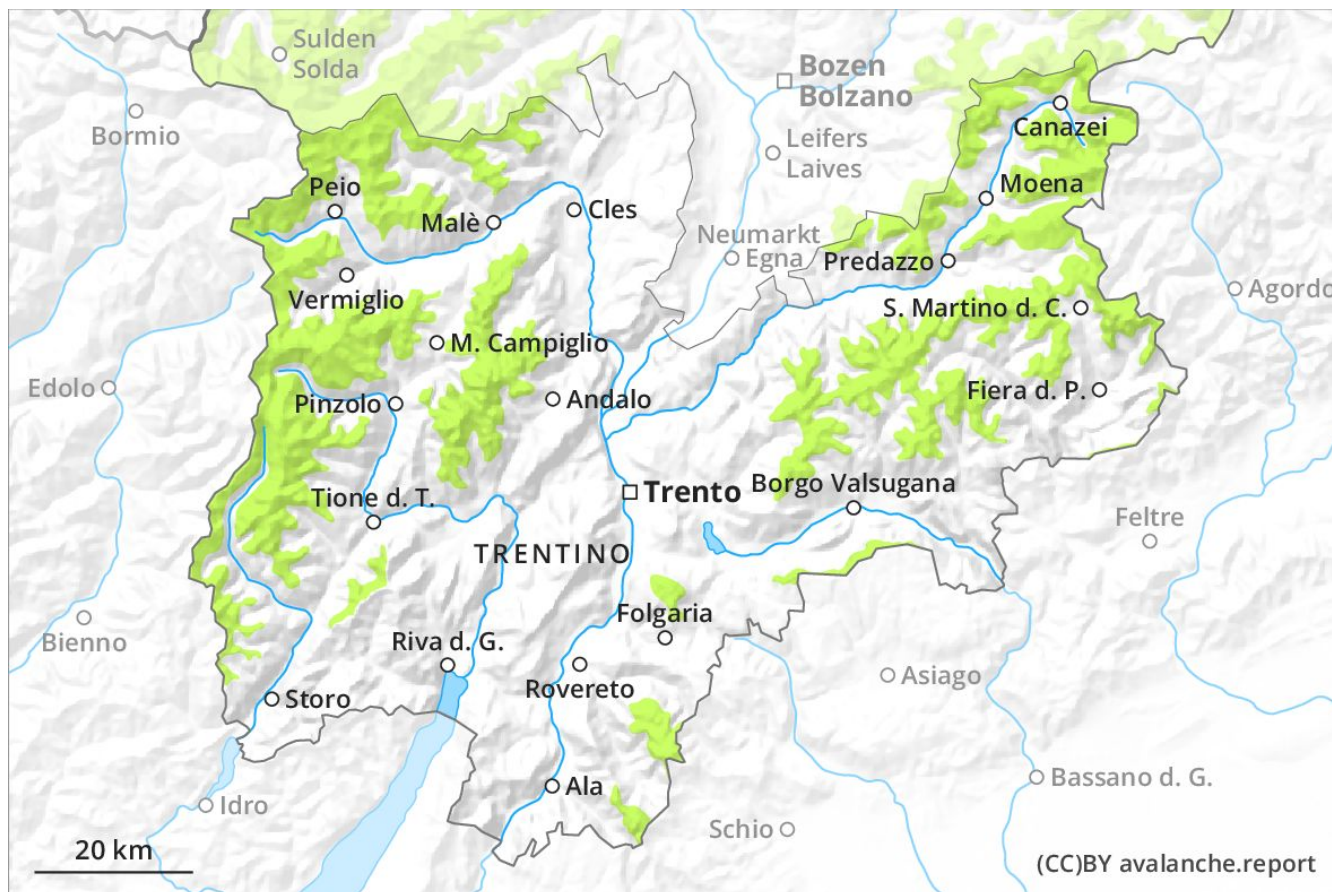 Sulden
Solda
Bozen
Bolzano
Bormio
Canazei
Leifers
Laives
Peio
Moena
Malè
Cles
Neumarkt
Egna
Predazzo
Vermiglio
Agordo
S. Martino d. C.
M. Campiglio
Edolo
Andalo
Fiera d. P.
Pinzolo
Trento
Borgo Valsugana
Tione d. T.
Feltre
TRENTINO
Folgaria
Bienno
Riva d. G.
Asiago
Rovereto
Storo
Bassano d. G.
Ala
Idro
Schio
20 km
(CC)BY avalanche.report